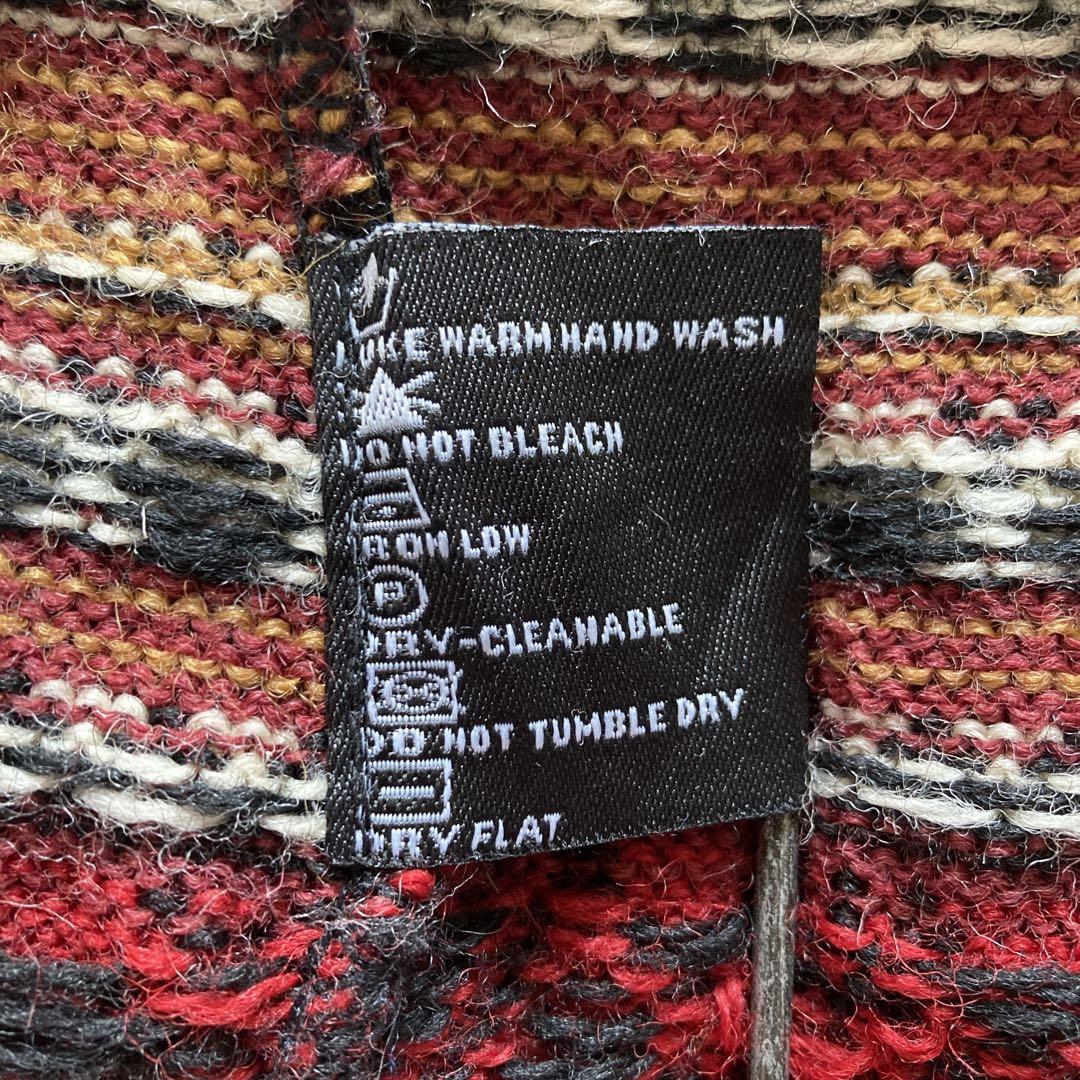 LUKE WARM HAND WASH
DO NOT BLEACH
IRON LOW
P
DRY-CLEANABLE
DO NOT TUMBLE DRY
DRY FLAT